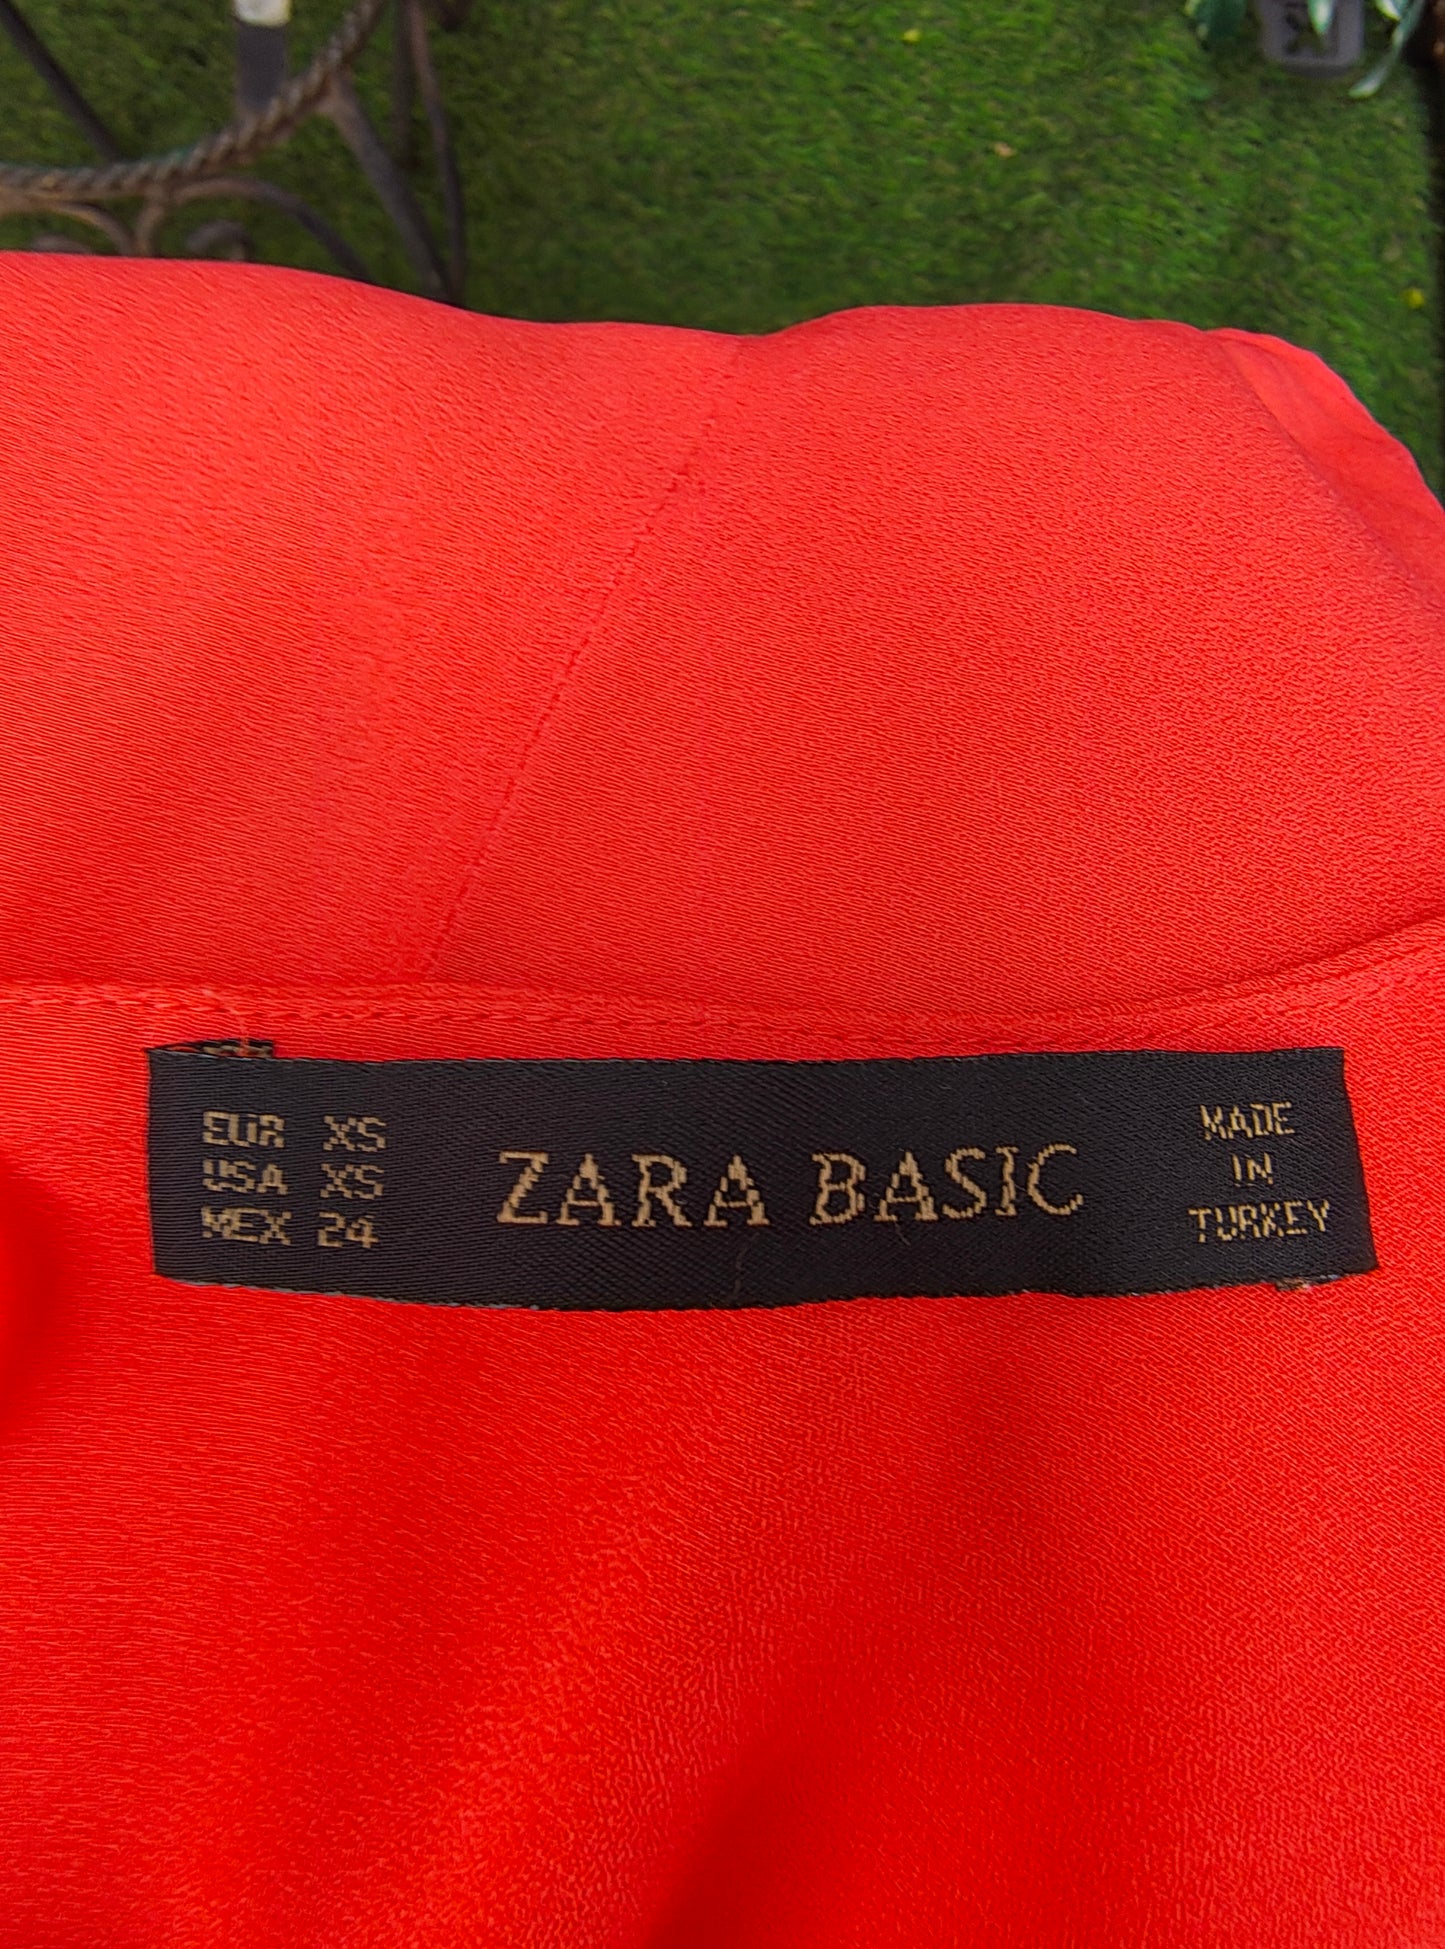 EUR XS
USA XS
MEX 24
ZARA BASIC
MADE
IN
TURKEY